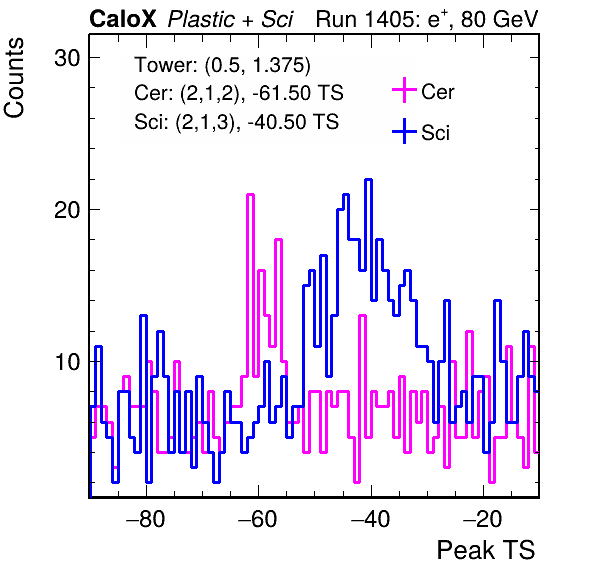 CaloX Plastic + Sci Run 1405: e+, 80 GeV
Counts
30
20
10
Tower: (0.5, 1.375)
Cer: (2,1,2), -61.50 TS
Sci: (2,1,3), -40.50 TS
Cer
Sci
−80 −60 −40 −20
Peak TS